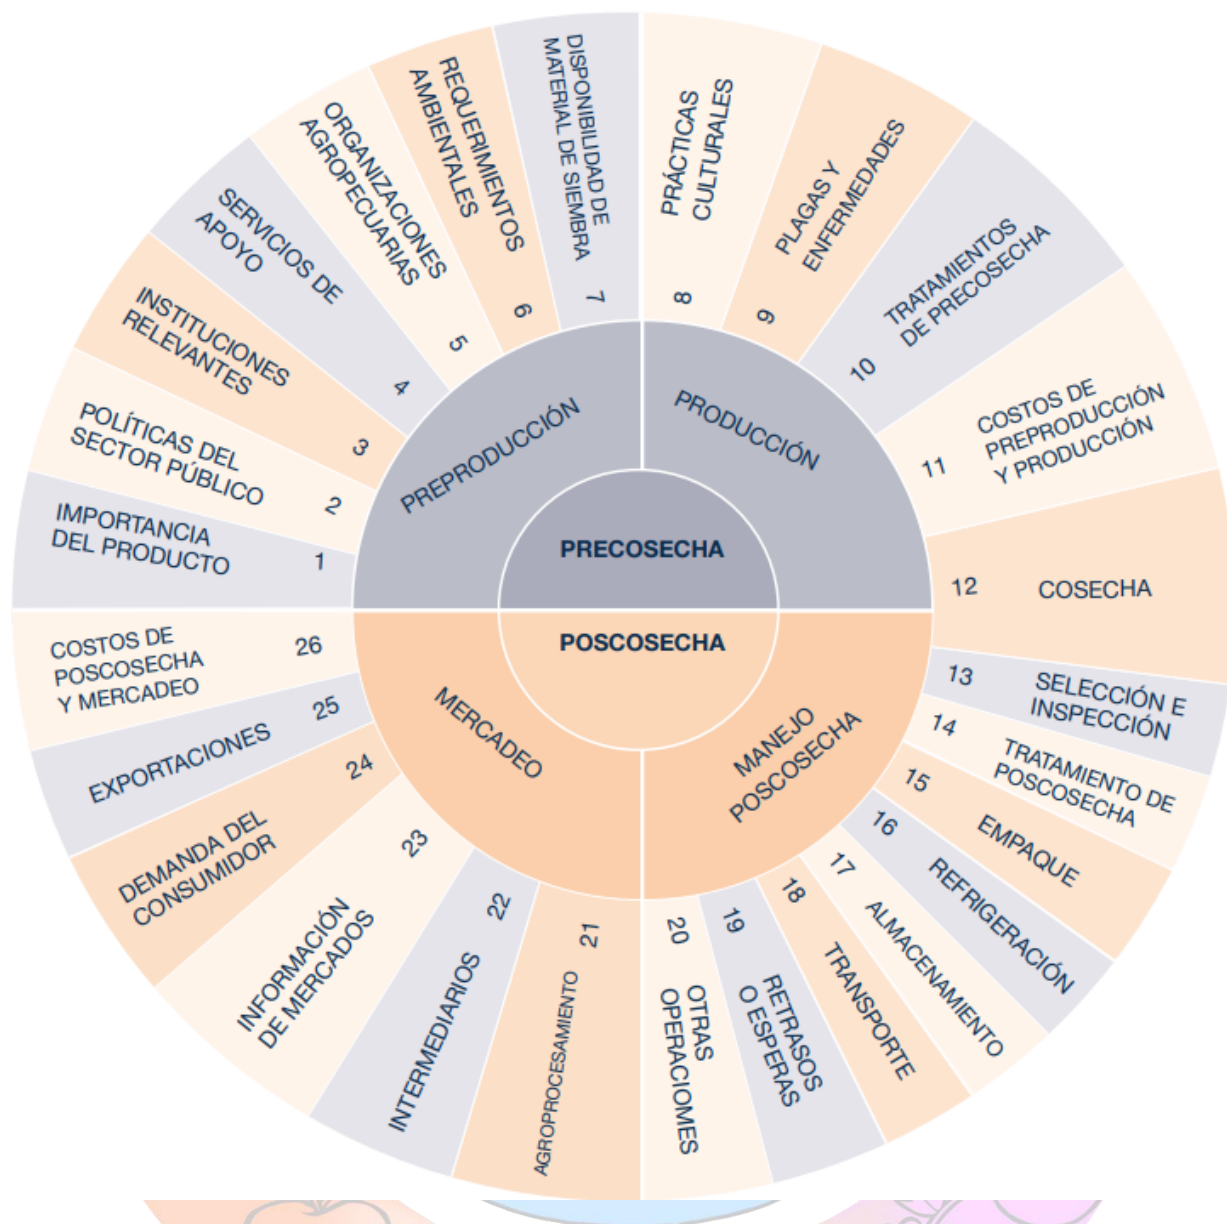 PRECOSECHA
POSCOSECHA
PREPRODUCCIÓN
PRODUCCIÓN
MERCADEO
MANEJO
POSCOSECHA
IMPORTANCIA
DEL PRODUCTO
1
POLÍTICAS DEL
SECTOR PÚBLICO
2
INSTITUCIONES
RELEVANTES
3
SERVICIOS DE
APOYO
4
ORGANIZACIONES
AGROPECUARIAS
5
REQUERIMIENTOS
AMBIENTALES
6
DISPONIBILIDAD DE
MATERIAL DE SIEMBRA
7
PRÁCTICAS
CULTURALES
8
PLAGAS Y
ENFERMEDADES
9
TRATAMIENTOS
DE PRECOSECHA
10
COSTOS DE
PREPRODUCCIÓN
Y PRODUCCIÓN
11
12
COSECHA
13
SELECCIÓN E
INSPECCIÓN
14
TRATAMIENTO DE
POSCOSECHA
15
EMPAQUE
16
REFRIGERACIÓN
17
ALMACENAMIENTO
18
TRANSPORTE
19
RETRASOS
O ESPERAS
20
OTRAS
OPERACIOMES
21
AGROPROCESAMIENTO
22
INTERMEDIARIOS
23
INFORMACIÓN
DE MERCADOS
24
DEMANDA DEL
CONSUMIDOR
25
EXPORTACIONES
26
COSTOS DE
POSCOSECHA
Y MERCADEO